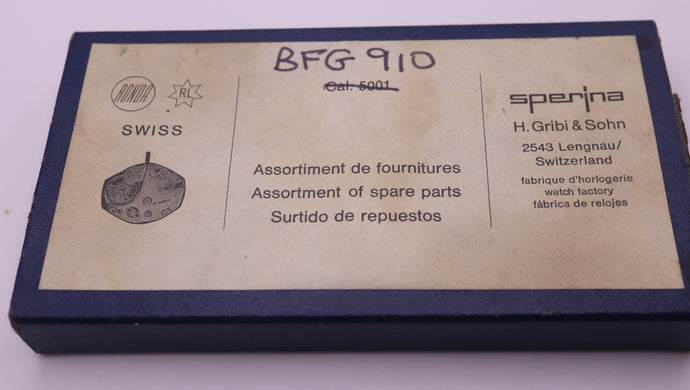 BFG 910
Cal. 5001
RONDA
RL
SWISS
Assortiment de fournitures
Assortment of spare parts
Surtido de repuestos
sperina
H. Gribi & Sohn
2543 Lengnau/
Switzerland
fabrique d'horlogerie
watch factory
fábrica de relojes